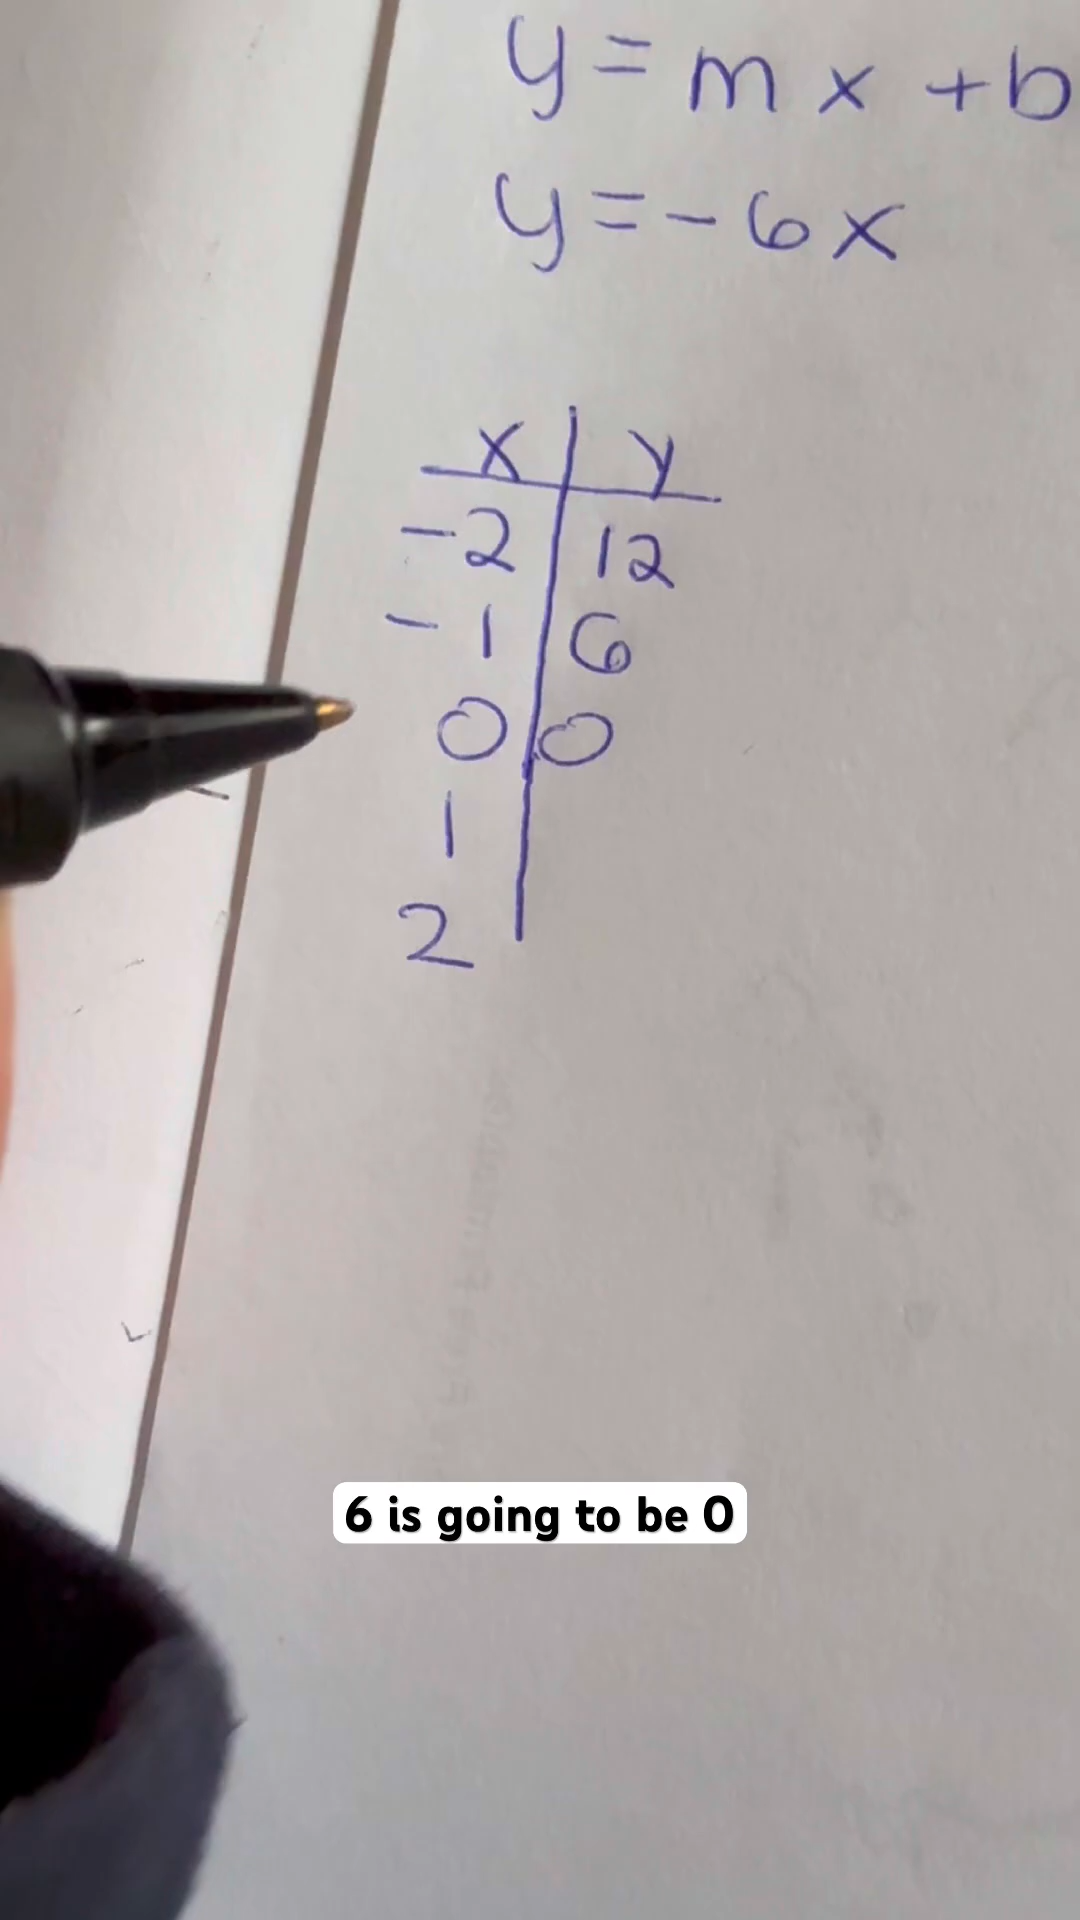 y = mx + b
y = -6x
x y
-2 12
-1 6
0 0
1
2
6 is going to be 0